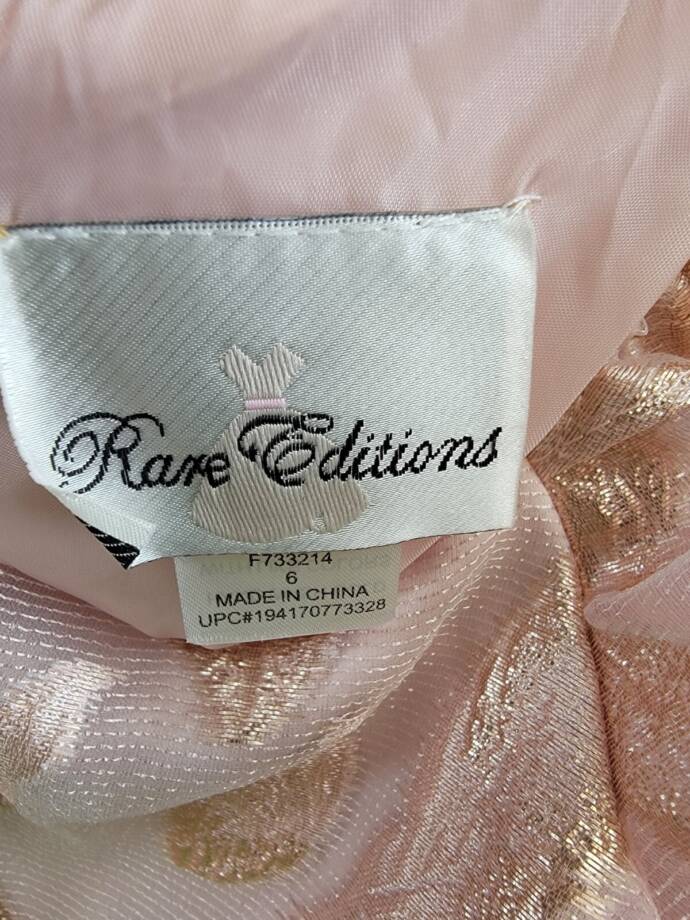 Rare Editions
F733214
6
MADE IN CHINA
UPC#194170773328